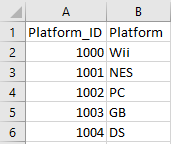 A B
1 Platform_ID Platform
2 1000 Wii
3 1001 NES
4 1002 PC
5 1003 GB
6 1004 DS